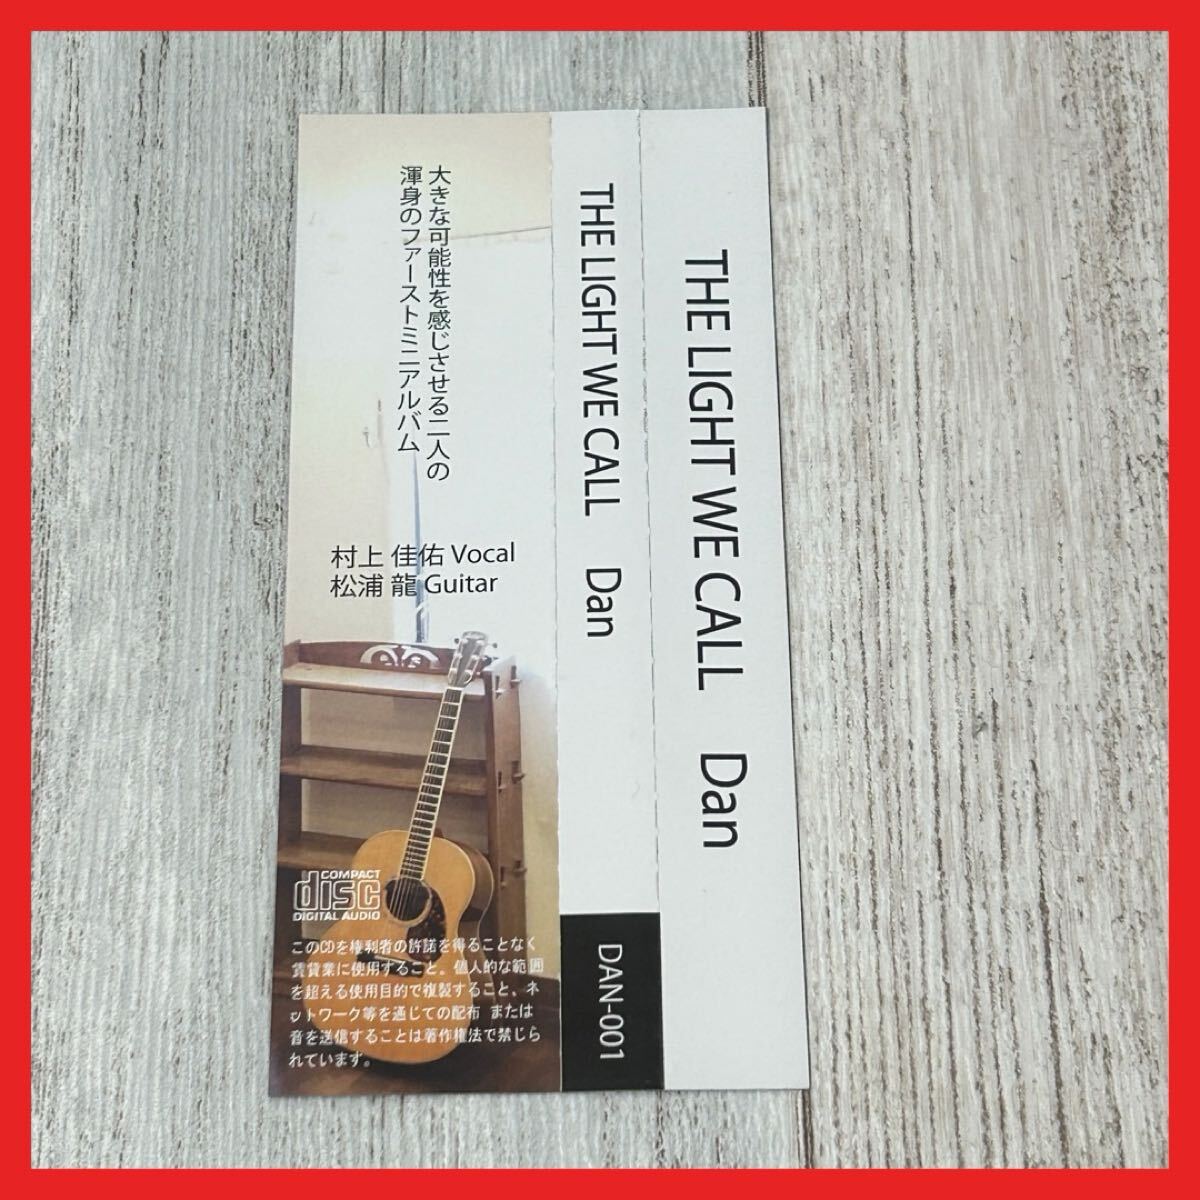 大きな可能性を感じさせる二人の
渾身のファーストミニアルバム
村上 佳佑 Vocal
松浦 龍 Guitar
COMPACT
disc
DIGITAL AUDIO
このCDを権利者の許諾を得ることなく
賃貸業に使用すること。個人的な範囲
を超える使用目的で複製すること、ネ
ットワーク等を通じての配布 または
音を送信することは著作権法で禁じら
れています。
THE LIGHT WE CALL Dan
DAN-001
THE LIGHT WE CALL Dan